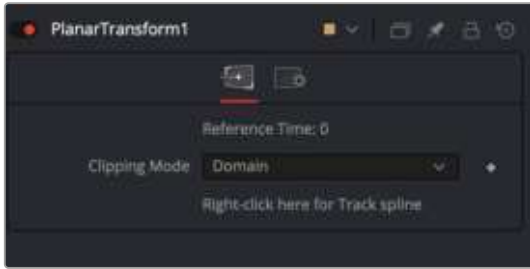 PlanarTransform1
Reference Time: 0
Clipping Mode Domain
Right-click here for Track spline